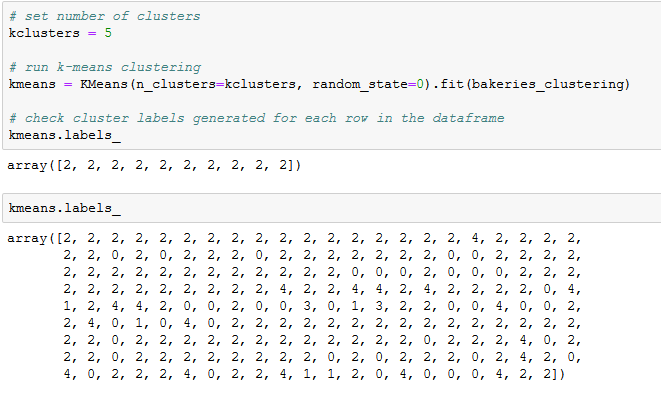 # set number of clusters
kclusters = 5
# run k-means clustering
kmeans = KMeans(n_clusters=kclusters, random_state=0).fit(bakeries_clustering)
# check cluster labels generated for each row in the dataframe
kmeans.labels_
array([2, 2, 2, 2, 2, 2, 2, 2, 2, 2])
kmeans.labels_
array([2, 2, 2, 2, 2, 2, 2, 2, 2, 2, 2, 2, 2, 2, 2, 2, 2, 4, 2, 2, 2, 2,
2, 2, 0, 2, 0, 2, 2, 2, 0, 2, 2, 2, 2, 2, 2, 2, 0, 0, 2, 2, 2, 2,
2, 2, 2, 2, 2, 2, 2, 2, 2, 2, 2, 2, 0, 0, 0, 2, 0, 0, 0, 2, 2, 2,
2, 2, 2, 2, 2, 2, 2, 2, 2, 4, 2, 2, 4, 4, 2, 4, 2, 2, 2, 2, 0, 4,
1, 2, 4, 4, 2, 0, 0, 2, 0, 0, 3, 0, 1, 3, 2, 2, 0, 0, 4, 0, 0, 2,
2, 4, 0, 1, 0, 4, 0, 2, 2, 2, 2, 2, 2, 2, 2, 2, 2, 2, 2, 2, 2, 2,
2, 2, 0, 2, 2, 2, 2, 2, 2, 2, 2, 2, 2, 2, 2, 0, 2, 2, 2, 4, 0, 2,
2, 2, 0, 2, 2, 2, 2, 2, 2, 2, 2, 0, 2, 0, 2, 2, 2, 0, 2, 4, 2, 0,
4, 0, 2, 2, 2, 4, 0, 2, 2, 4, 1, 1, 2, 0, 4, 0, 0, 0, 4, 2, 2])